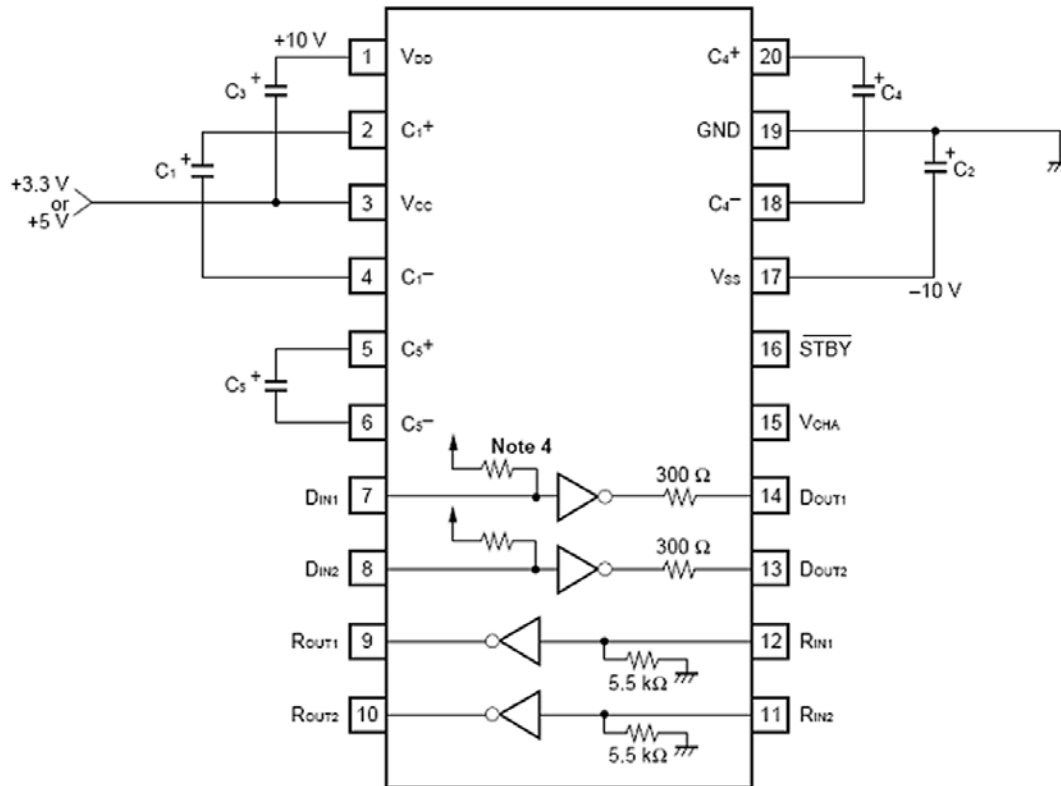 +10 V
1 VDD
C3 +
2 C1+
C1 +
+3.3 V
or
+5 V
3 VCC
4 C1−
5 C5+
C5 +
6 C5−
Note 4
DIN1 7
DIN2 8
ROUT1 9
ROUT2 10
C4+ 20
+ C4
GND 19
+ C2
C4− 18
VSS 17
−10 V
16 STBY
15 VCHA
300 Ω
14 DOUT1
300 Ω
13 DOUT2
12 RIN1
5.5 kΩ
11 RIN2
5.5 kΩ